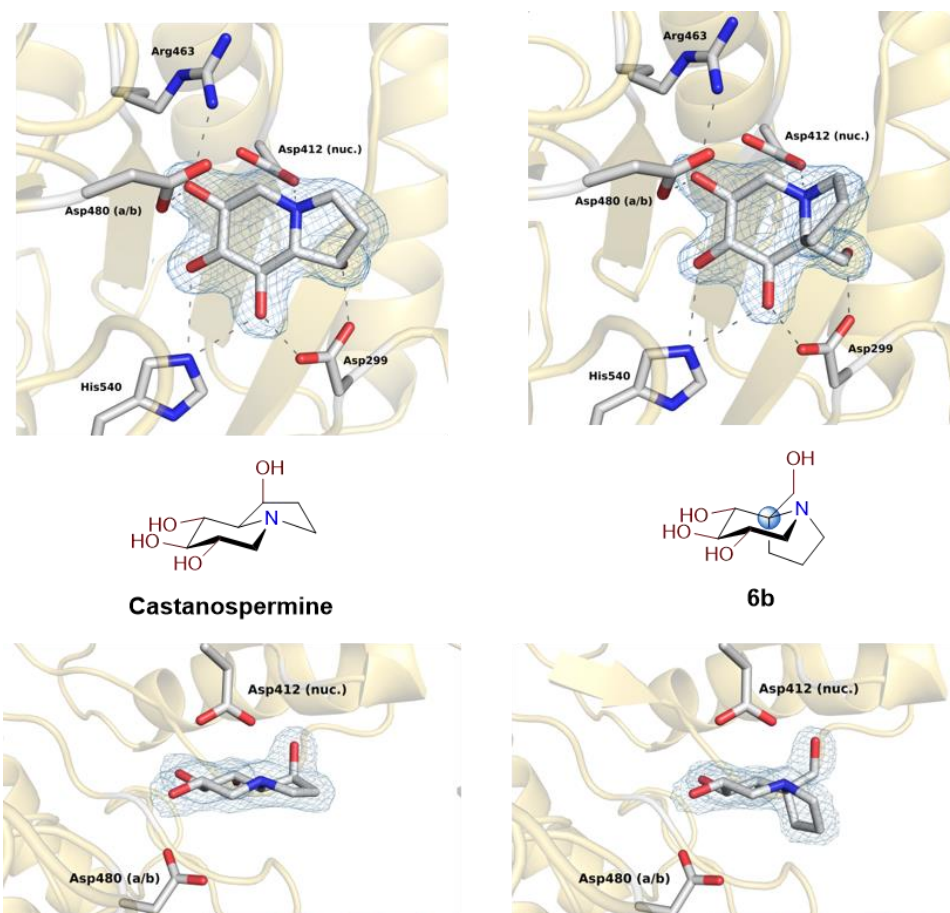 Arg463
Asp412 (nuc.)
Asp480 (a/b)
His540
Asp299
Arg463
Asp412 (nuc.)
Asp480 (a/b)
His540
Asp299
OH
HO
HO
HO
N
Castanospermine
OH
HO
HO
HO
N
6b
Asp412 (nuc.)
Asp480 (a/b)
Asp412 (nuc.)
Asp480 (a/b)